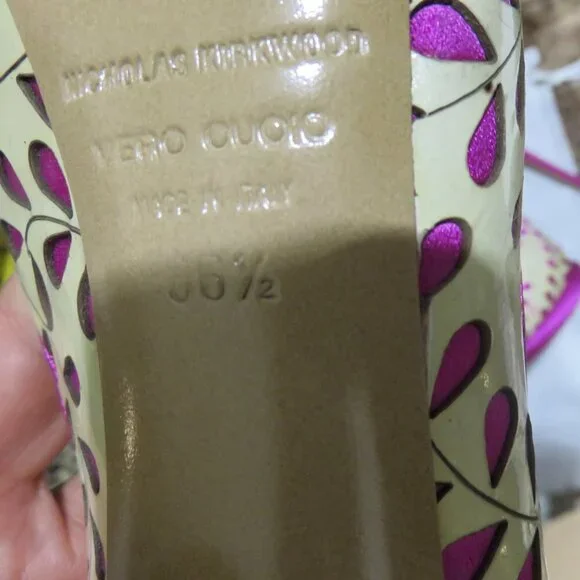 NICHOLAS KIRKWOOD
VERO CUOIO
MADE IN ITALY
36½